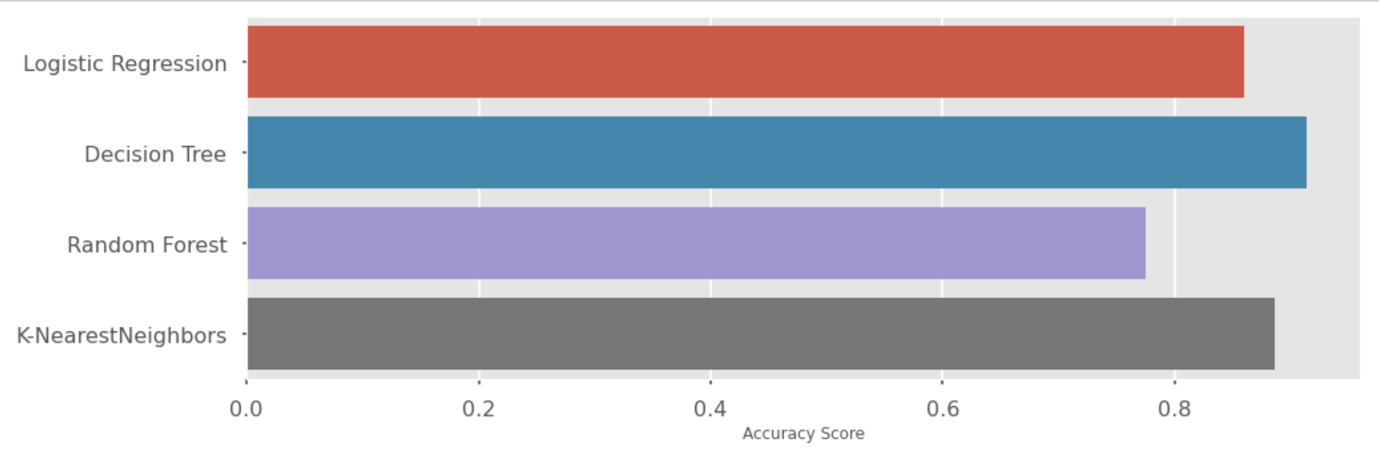 Logistic Regression
Decision Tree
Random Forest
K-NearestNeighbors
0.0 0.2 0.4 0.6 0.8
Accuracy Score